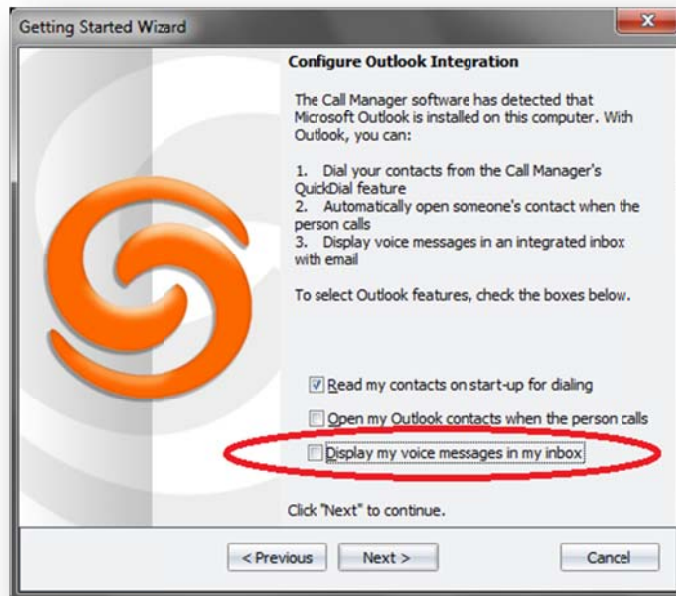 Getting Started Wizard
Configure Outlook Integration
The Call Manager software has detected that
Microsoft Outlook is installed on this computer. With
Outlook, you can:
1. Dial your contacts from the Call Manager's
QuickDial feature
2. Automatically open someone's contact when the
person calls
3. Display voice messages in an integrated inbox
with email
To select Outlook features, check the boxes below.
Read my contacts on start-up for dialing
Open my Outlook contacts when the person calls
Display my voice messages in my inbox
Click "Next" to continue.
< Previous
Next >
Cancel